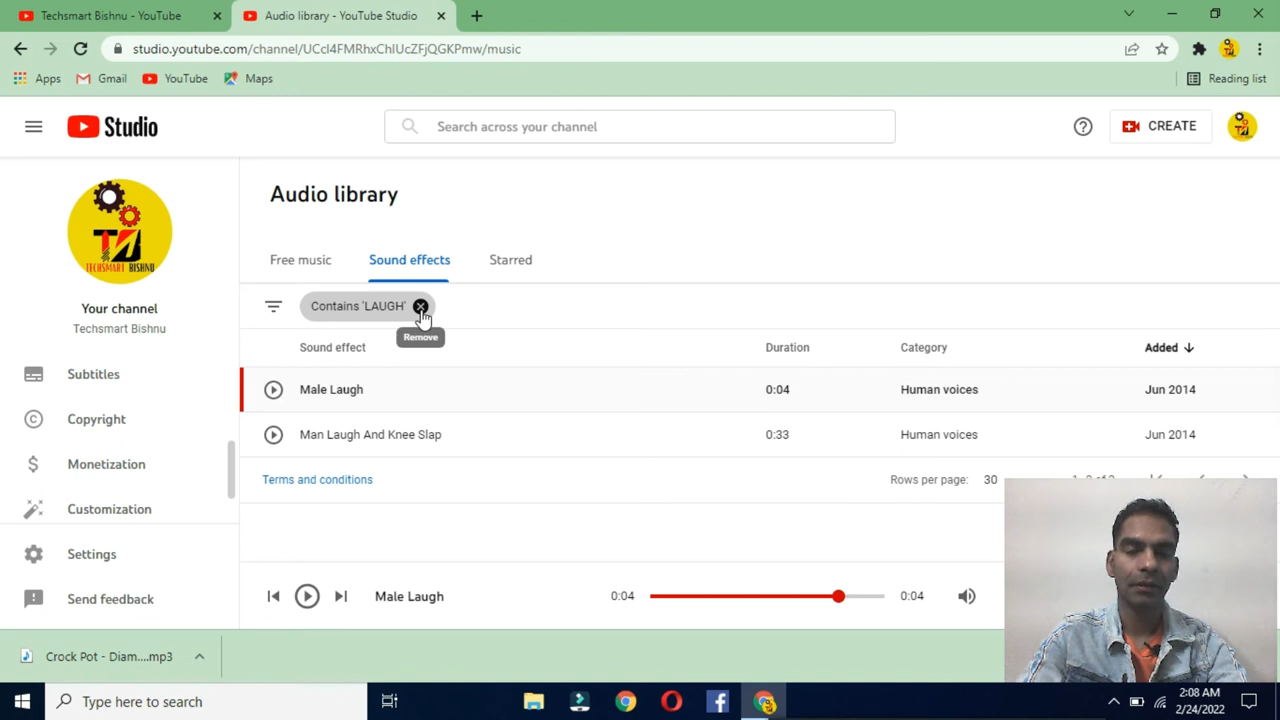 Techsmart Bishnu - YouTube
Audio library - YouTube Studio
studio.youtube.com/channel/UCcl4FMRhxChlUcZFjQGKPmw/music
Apps
Gmail
YouTube
Maps
Reading list
Studio
Search across your channel
CREATE
TECHSMART BISHNU
Your channel
Techsmart Bishnu
Subtitles
Copyright
Monetization
Customization
Settings
Send feedback
Audio library
Free music
Sound effects
Starred
Contains 'LAUGH'
Remove
Sound effect
Duration
Category
Added
Male Laugh
0:04
Human voices
Jun 2014
Man Laugh And Knee Slap
0:33
Human voices
Jun 2014
Terms and conditions
Rows per page: 30
Male Laugh
0:04
0:04
Crock Pot - Diam....mp3
Type here to search
2:08 AM
2/24/2022